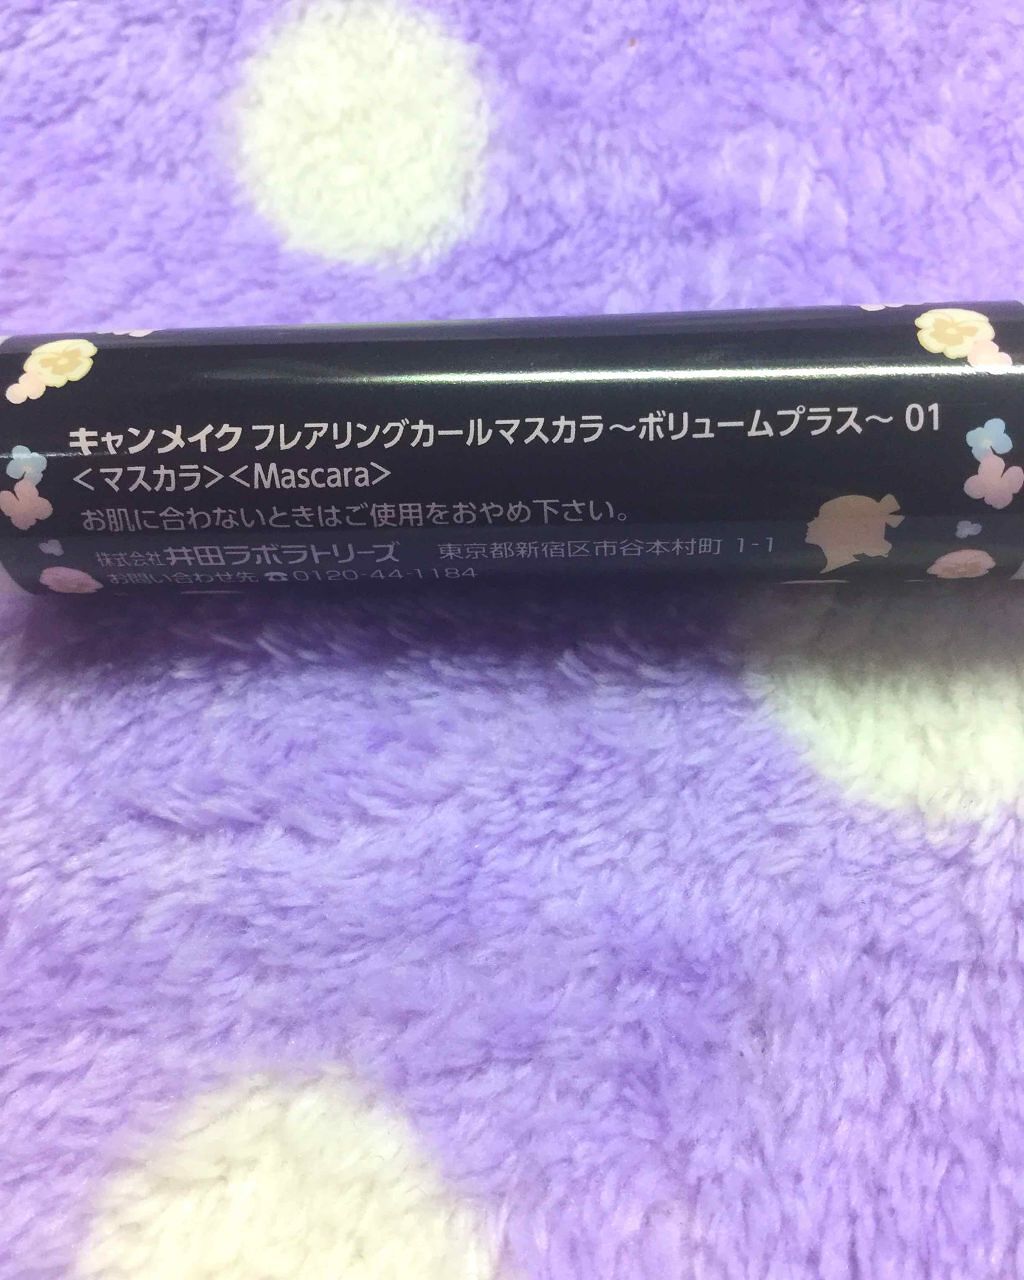 キャンメイク フレアリングカールマスカラ～ボリュームプラス～ 01
＜マスカラ＞＜Mascara＞
お肌に合わないときはご使用をおやめ下さい。
株式会社 井田ラボラトリーズ 東京都新宿区市谷本村町 1-1
お問い合わせ先 ☎0120-44-1184